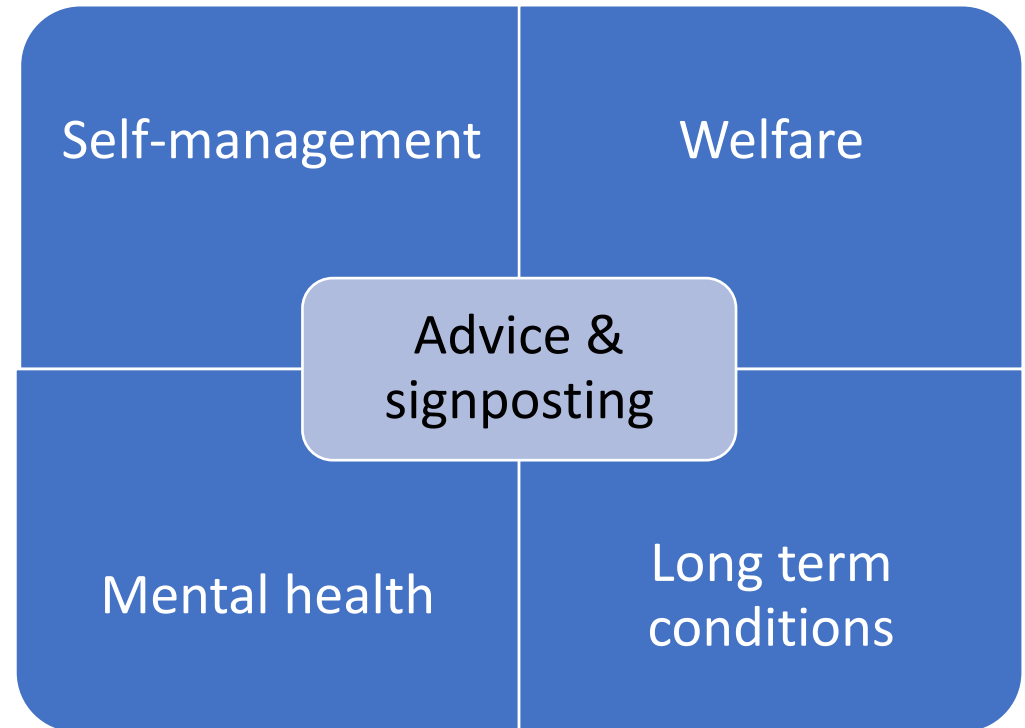 Self-management
Welfare
Advice &
signposting
Mental health
Long term
conditions